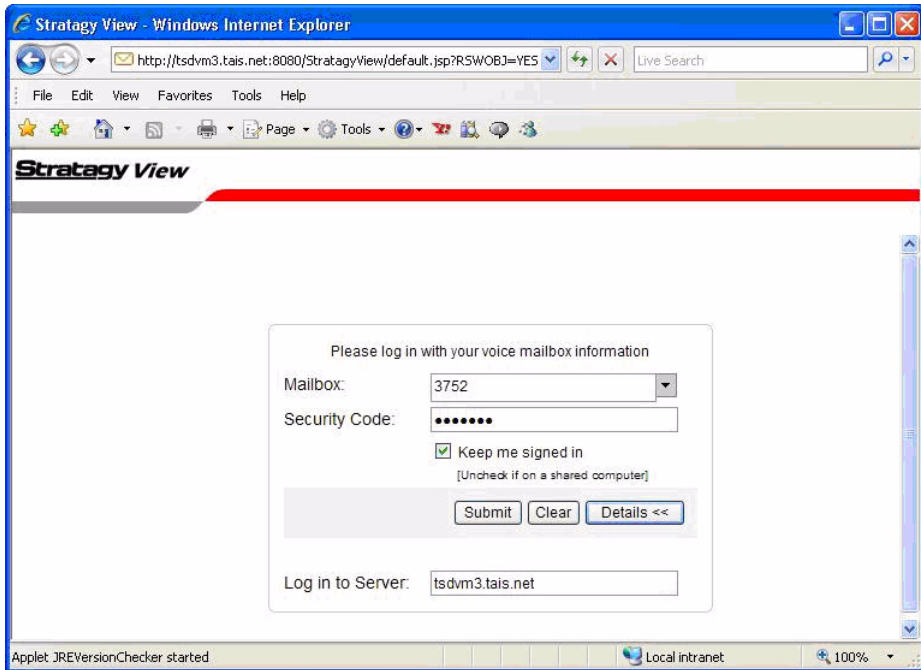 Stratagy View - Windows Internet Explorer
http://tsdvm3.tais.net:8080/StratagyView/default.jsp?RSWOBJ=YES
Live Search
File Edit View Favorites Tools Help
Page Tools
Stratagy View
Please log in with your voice mailbox information
Mailbox: 3752
Security Code: •••••••
Keep me signed in
[Uncheck if on a shared computer]
Submit Clear Details <<
Log in to Server: tsdvm3.tais.net
Applet JREVersionChecker started Local intranet 100%